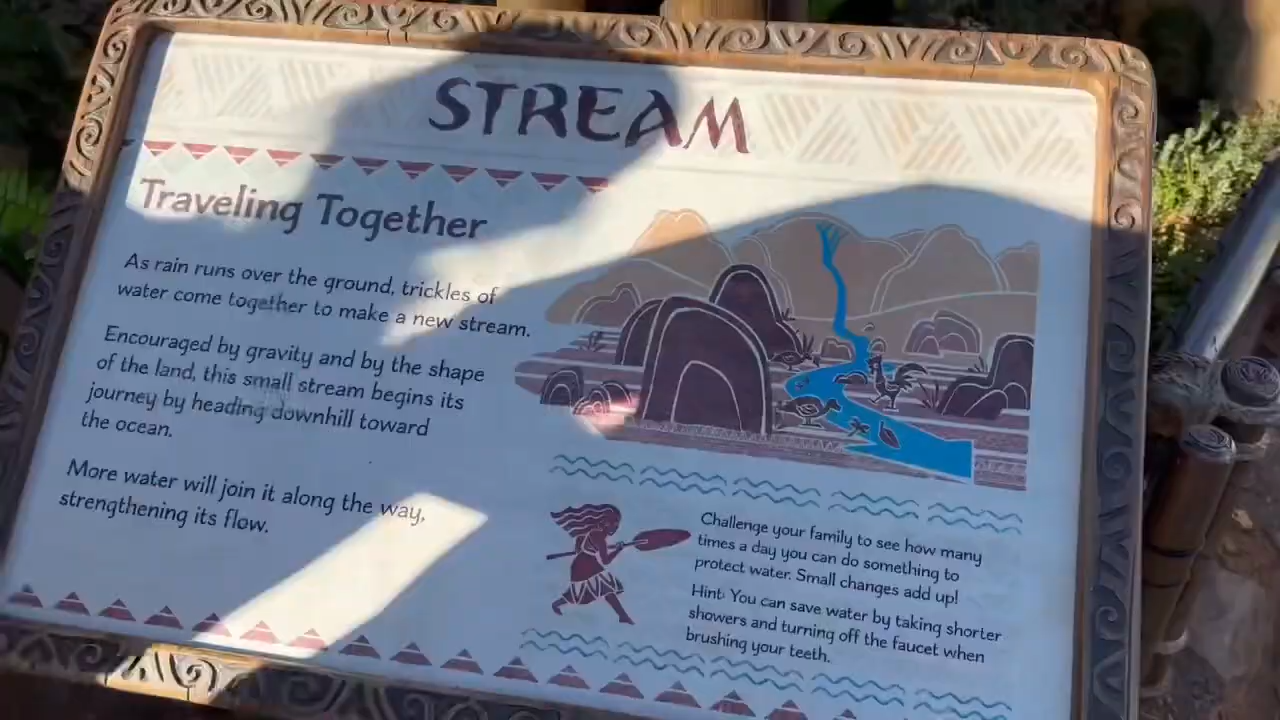 STREAM
Traveling Together
As rain runs over the ground, trickles of
water come together to make a new stream.
Encouraged by gravity and by the shape
of the land, this small stream begins its
journey by heading downhill toward
the ocean.
More water will join it along the way,
strengthening its flow.
Challenge your family to see how many
times a day you can do something to
protect water. Small changes add up!
Hint: You can save water by taking shorter
showers and turning off the faucet when
brushing your teeth.